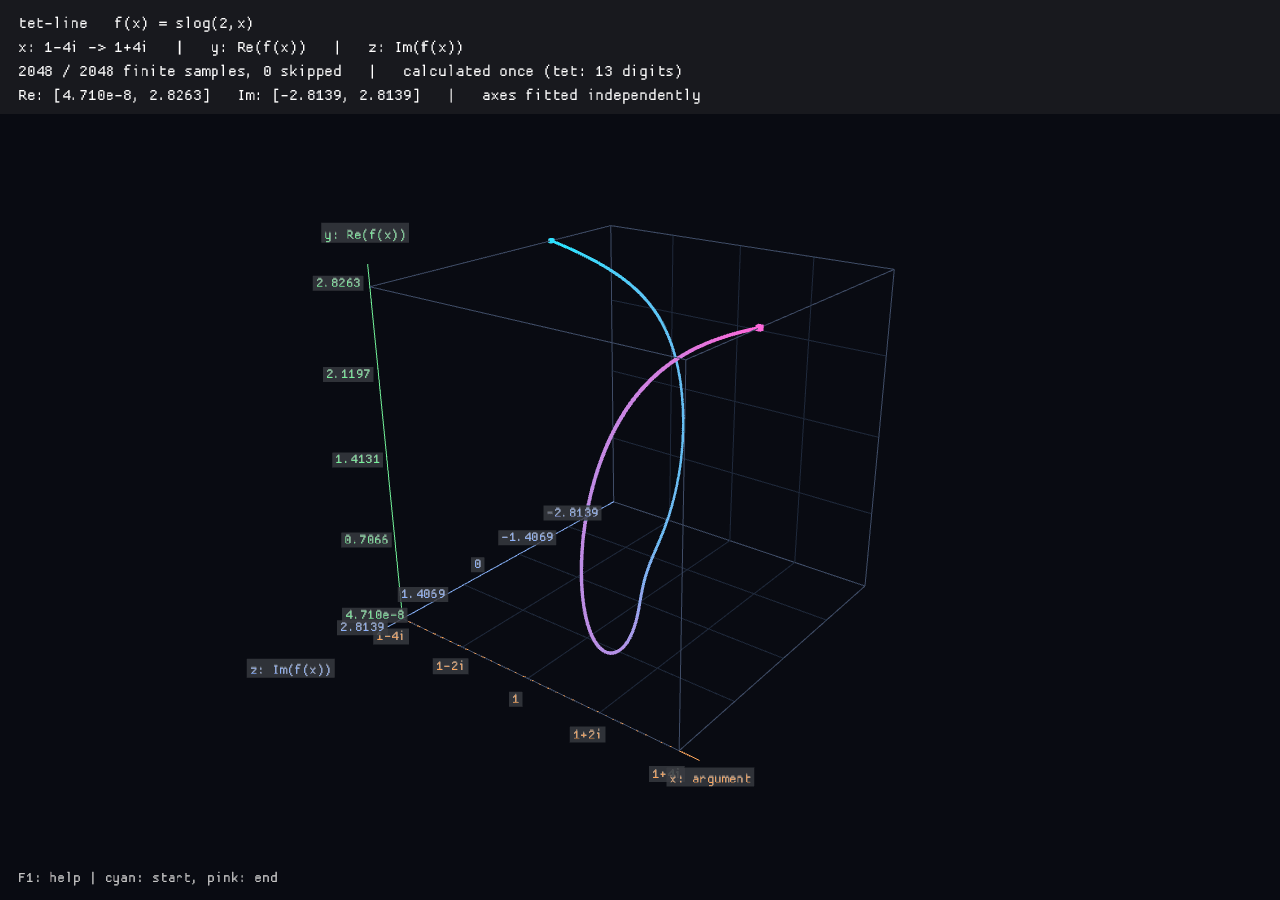 tet-line   f(x) = slog(2,x)
x: 1-4i -> 1+4i   |   y: Re(f(x))   |   z: Im(f(x))
2048 / 2048 finite samples, 0 skipped   |   calculated once (tet: 13 digits)
Re: [4.710e-8, 2.8263]   Im: [-2.8139, 2.8139]   |   axes fitted independently
y: Re(f(x))
2.8263
2.1197
1.4131
-2.8139
-1.4069
0.7066
0
1.4069
4.710e-8
2.8139
1-4i
z: Im(f(x))
1-2i
1
1+2i
x: argument
F1: help | cyan: start, pink: end